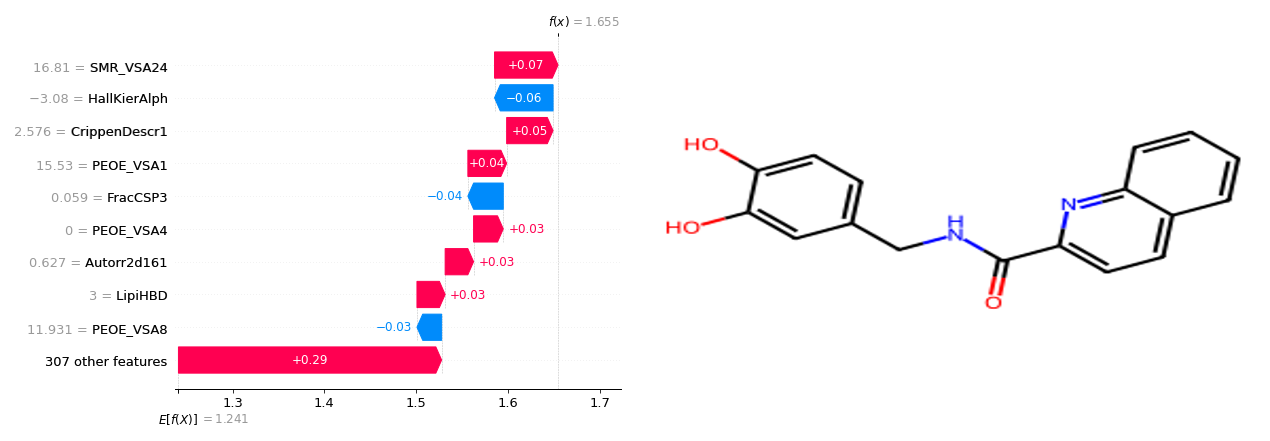 f(x) = 1.655
16.81 = SMR_VSA24
+0.07
−3.08 = HallKierAlph
−0.06
2.576 = CrippenDescr1
+0.05
15.53 = PEOE_VSA1
+0.04
0.059 = FracCSP3
−0.04
0 = PEOE_VSA4
+0.03
0.627 = Autorr2d161
+0.03
3 = LipiHBD
+0.03
11.931 = PEOE_VSA8
−0.03
307 other features
+0.29
1.3 1.4 1.5 1.6 1.7
E[f(X)] = 1.241
HO
HO
H
N
O
N